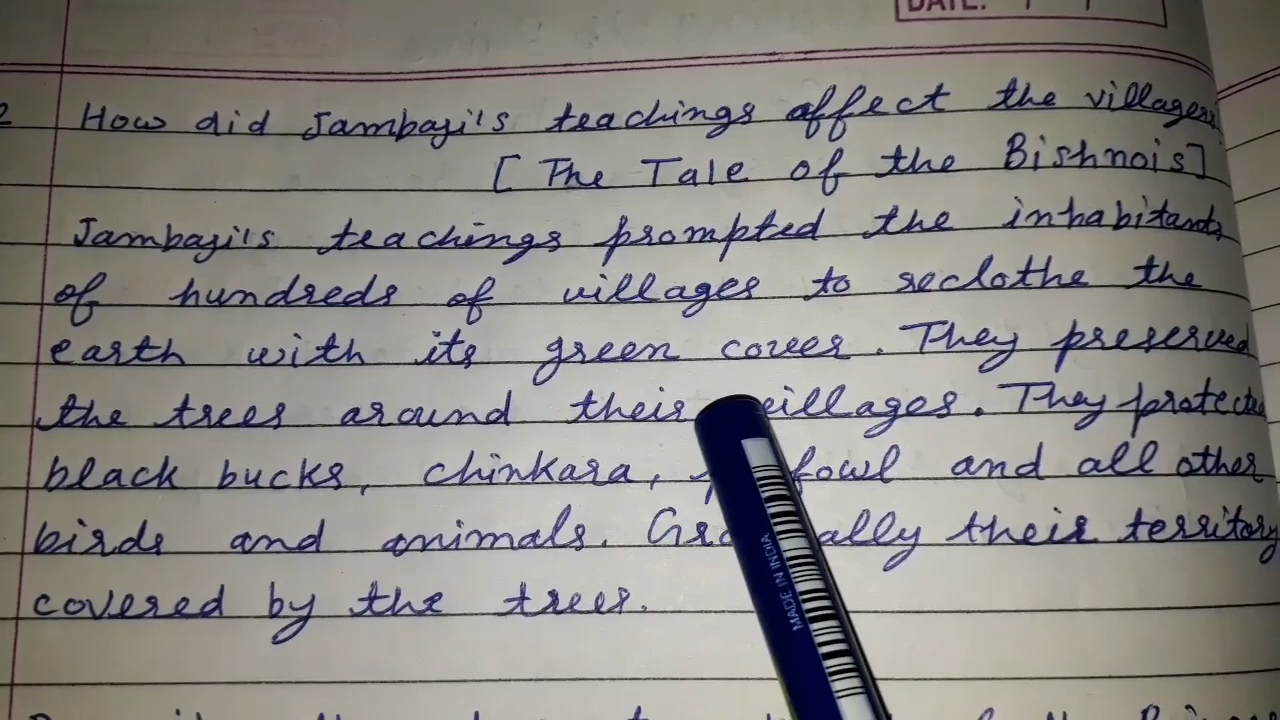 DATE:
2 How did Jambaji's teachings affect the villagers
[ The Tale of the Bishnois]
Jambaji's teachings prompted the inhabitants
of hundreds of villages to reclothe the
earth with its green cover. They preserved
the trees around their villages. They protected
black bucks, chinkara, fowl and all other
birds and animals. ally their territory
covered by the trees.
MADE IN INDIA